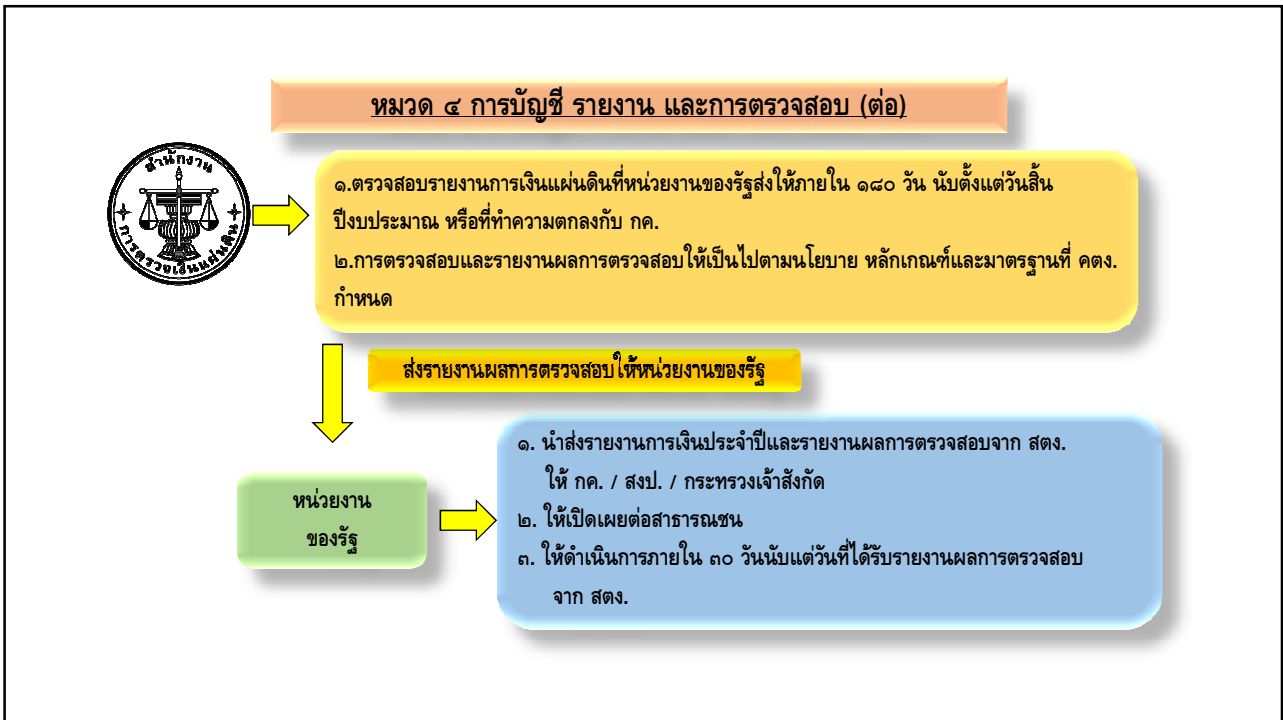 หมวด ๔ การบัญชี รายงาน และการตรวจสอบ (ต่อ)
สำนักงาน
การตรวจเงินแผ่นดิน
๑.ตรวจสอบรายงานการเงินแผ่นดินที่หน่วยงานของรัฐส่งให้ภายใน ๑๘๐ วัน นับตั้งแต่วันสิ้น
ปีงบประมาณ หรือที่ทำความตกลงกับ กค.
๒.การตรวจสอบและรายงานผลการตรวจสอบให้เป็นไปตามนโยบาย หลักเกณฑ์และมาตรฐานที่ คตง.
กำหนด
ส่งรายงานผลการตรวจสอบให้หน่วยงานของรัฐ
หน่วยงาน
ของรัฐ
๑. นำส่งรายงานการเงินประจำปีและรายงานผลการตรวจสอบจาก สตง.
ให้ กค. / สงป. / กระทรวงเจ้าสังกัด
๒. ให้เปิดเผยต่อสาธารณชน
๓. ให้ดำเนินการภายใน ๓๐ วันนับแต่วันที่ได้รับรายงานผลการตรวจสอบ
จาก สตง.